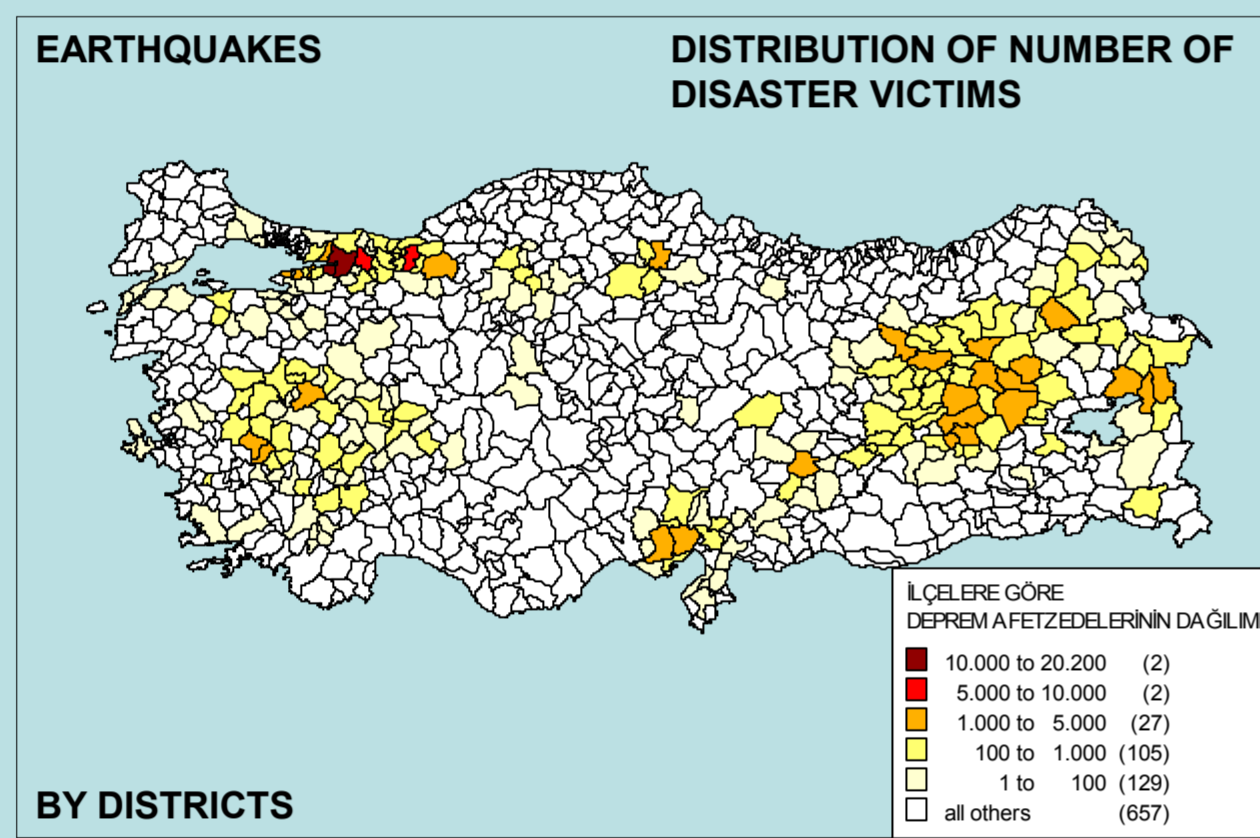 EARTHQUAKES
DISTRIBUTION OF NUMBER OF
DISASTER VICTIMS
İLÇELERE GÖRE
DEPREM AFETZEDELERİNİN DAĞILIMI
10.000 to 20.200 (2)
5.000 to 10.000 (2)
1.000 to 5.000 (27)
100 to 1.000 (105)
1 to 100 (129)
all others (657)
BY DISTRICTS